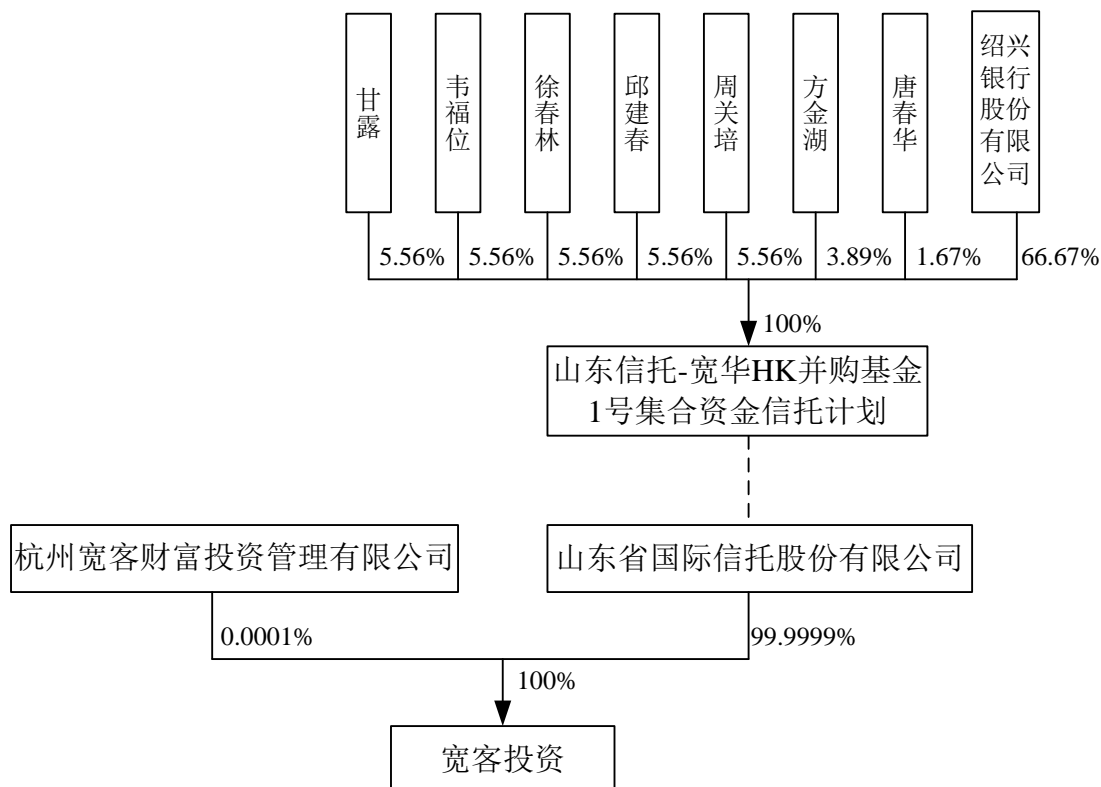 甘露
韦福位
徐春林
邱建春
周关培
方金湖
唐春华
绍兴
银行
股份
有限
公司
5.56%
5.56%
5.56%
5.56%
5.56%
3.89%
1.67%
66.67%
100%
山东信托-宽华HK并购基金
1号集合资金信托计划
杭州宽客财富投资管理有限公司
山东省国际信托股份有限公司
0.0001%
99.9999%
100%
宽客投资